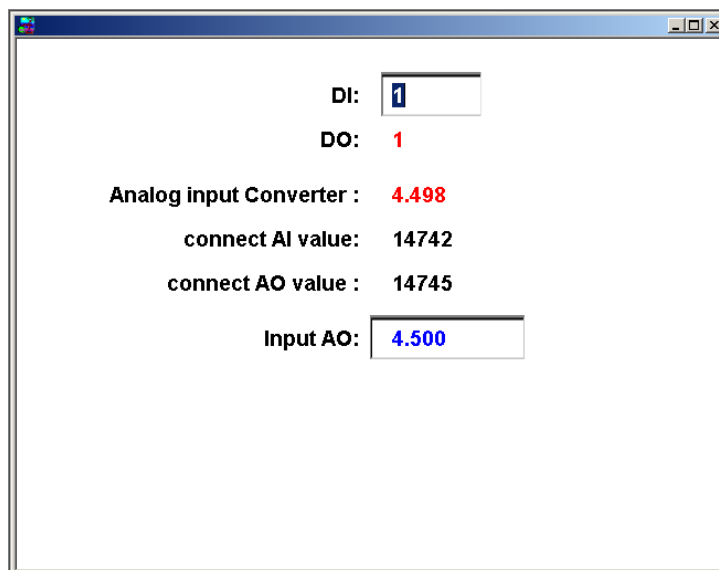 DI: 1
DO: 1
Analog input Converter : 4.498
connect AI value: 14742
connect AO value : 14745
Input AO: 4.500